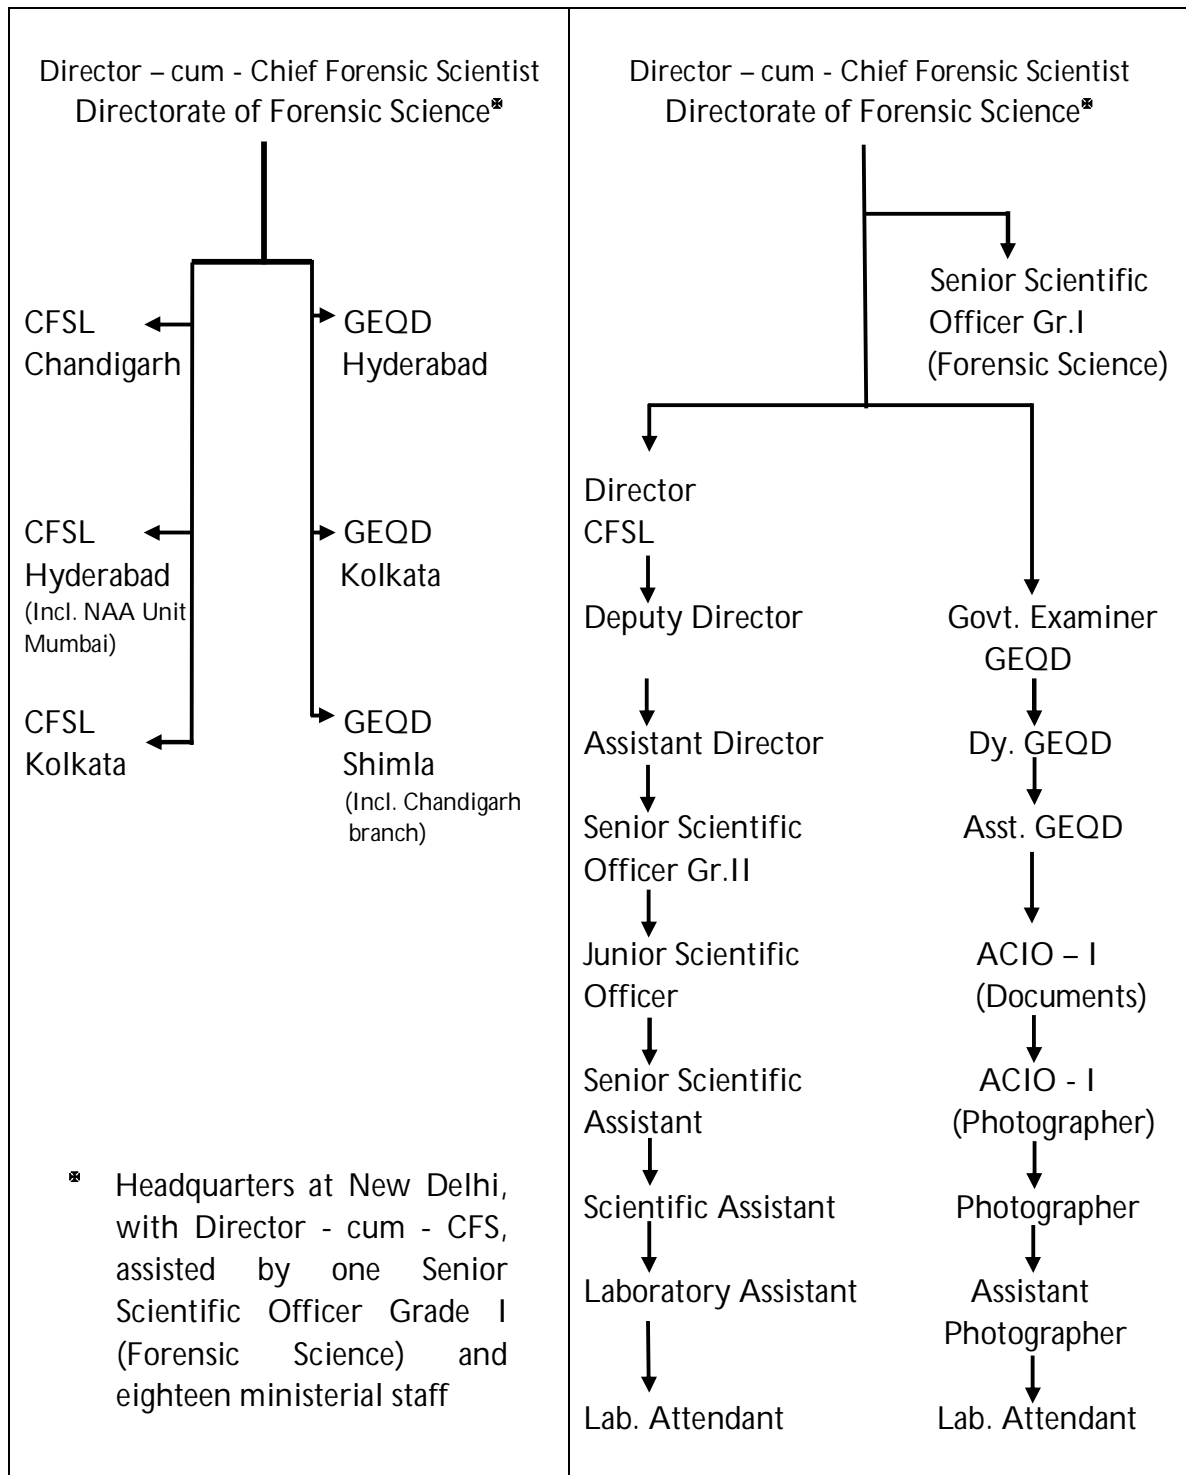 Director – cum - Chief Forensic Scientist
Directorate of Forensic Science✠
CFSL
Chandigarh
GEQD
Hyderabad
CFSL
Hyderabad
(Incl. NAA Unit
Mumbai)
GEQD
Kolkata
CFSL
Kolkata
GEQD
Shimla
(Incl. Chandigarh
branch)
✠ Headquarters at New Delhi,
with Director - cum - CFS,
assisted by one Senior
Scientific Officer Grade I
(Forensic Science) and
eighteen ministerial staff
Director – cum - Chief Forensic Scientist
Directorate of Forensic Science✠
Senior Scientific
Officer Gr.I
(Forensic Science)
Director
CFSL
Deputy Director
Assistant Director
Senior Scientific
Officer Gr.II
Junior Scientific
Officer
Senior Scientific
Assistant
Scientific Assistant
Laboratory Assistant
Lab. Attendant
Govt. Examiner
GEQD
Dy. GEQD
Asst. GEQD
ACIO – I
(Documents)
ACIO - I
(Photographer)
Photographer
Assistant
Photographer
Lab. Attendant